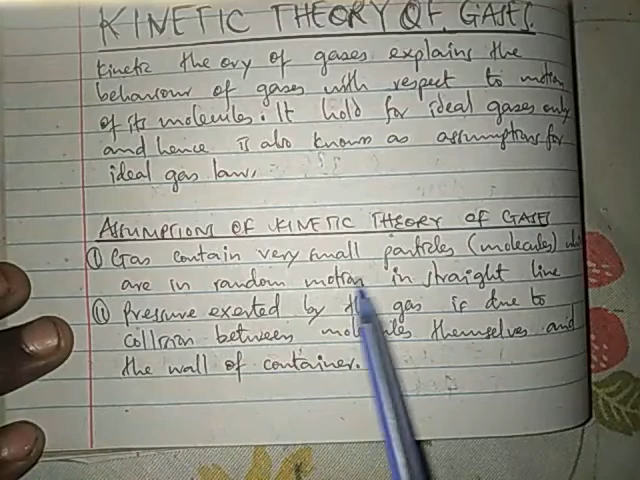 KINETIC THEORY OF GASES.
Kinetic theory of gases explains the
behaviour of gases with respect to motion
of its molecules. It hold for ideal gases only
and hence is also known as assumptions for
ideal gas law.
ASSUMPTIONS OF KINETIC THEORY OF GASES
(i) Gas contain very small particles (molecules)
are in random motion in straight line
(ii) Pressure exerted by the gas is due to
collision between molecules themselves and
the wall of container.